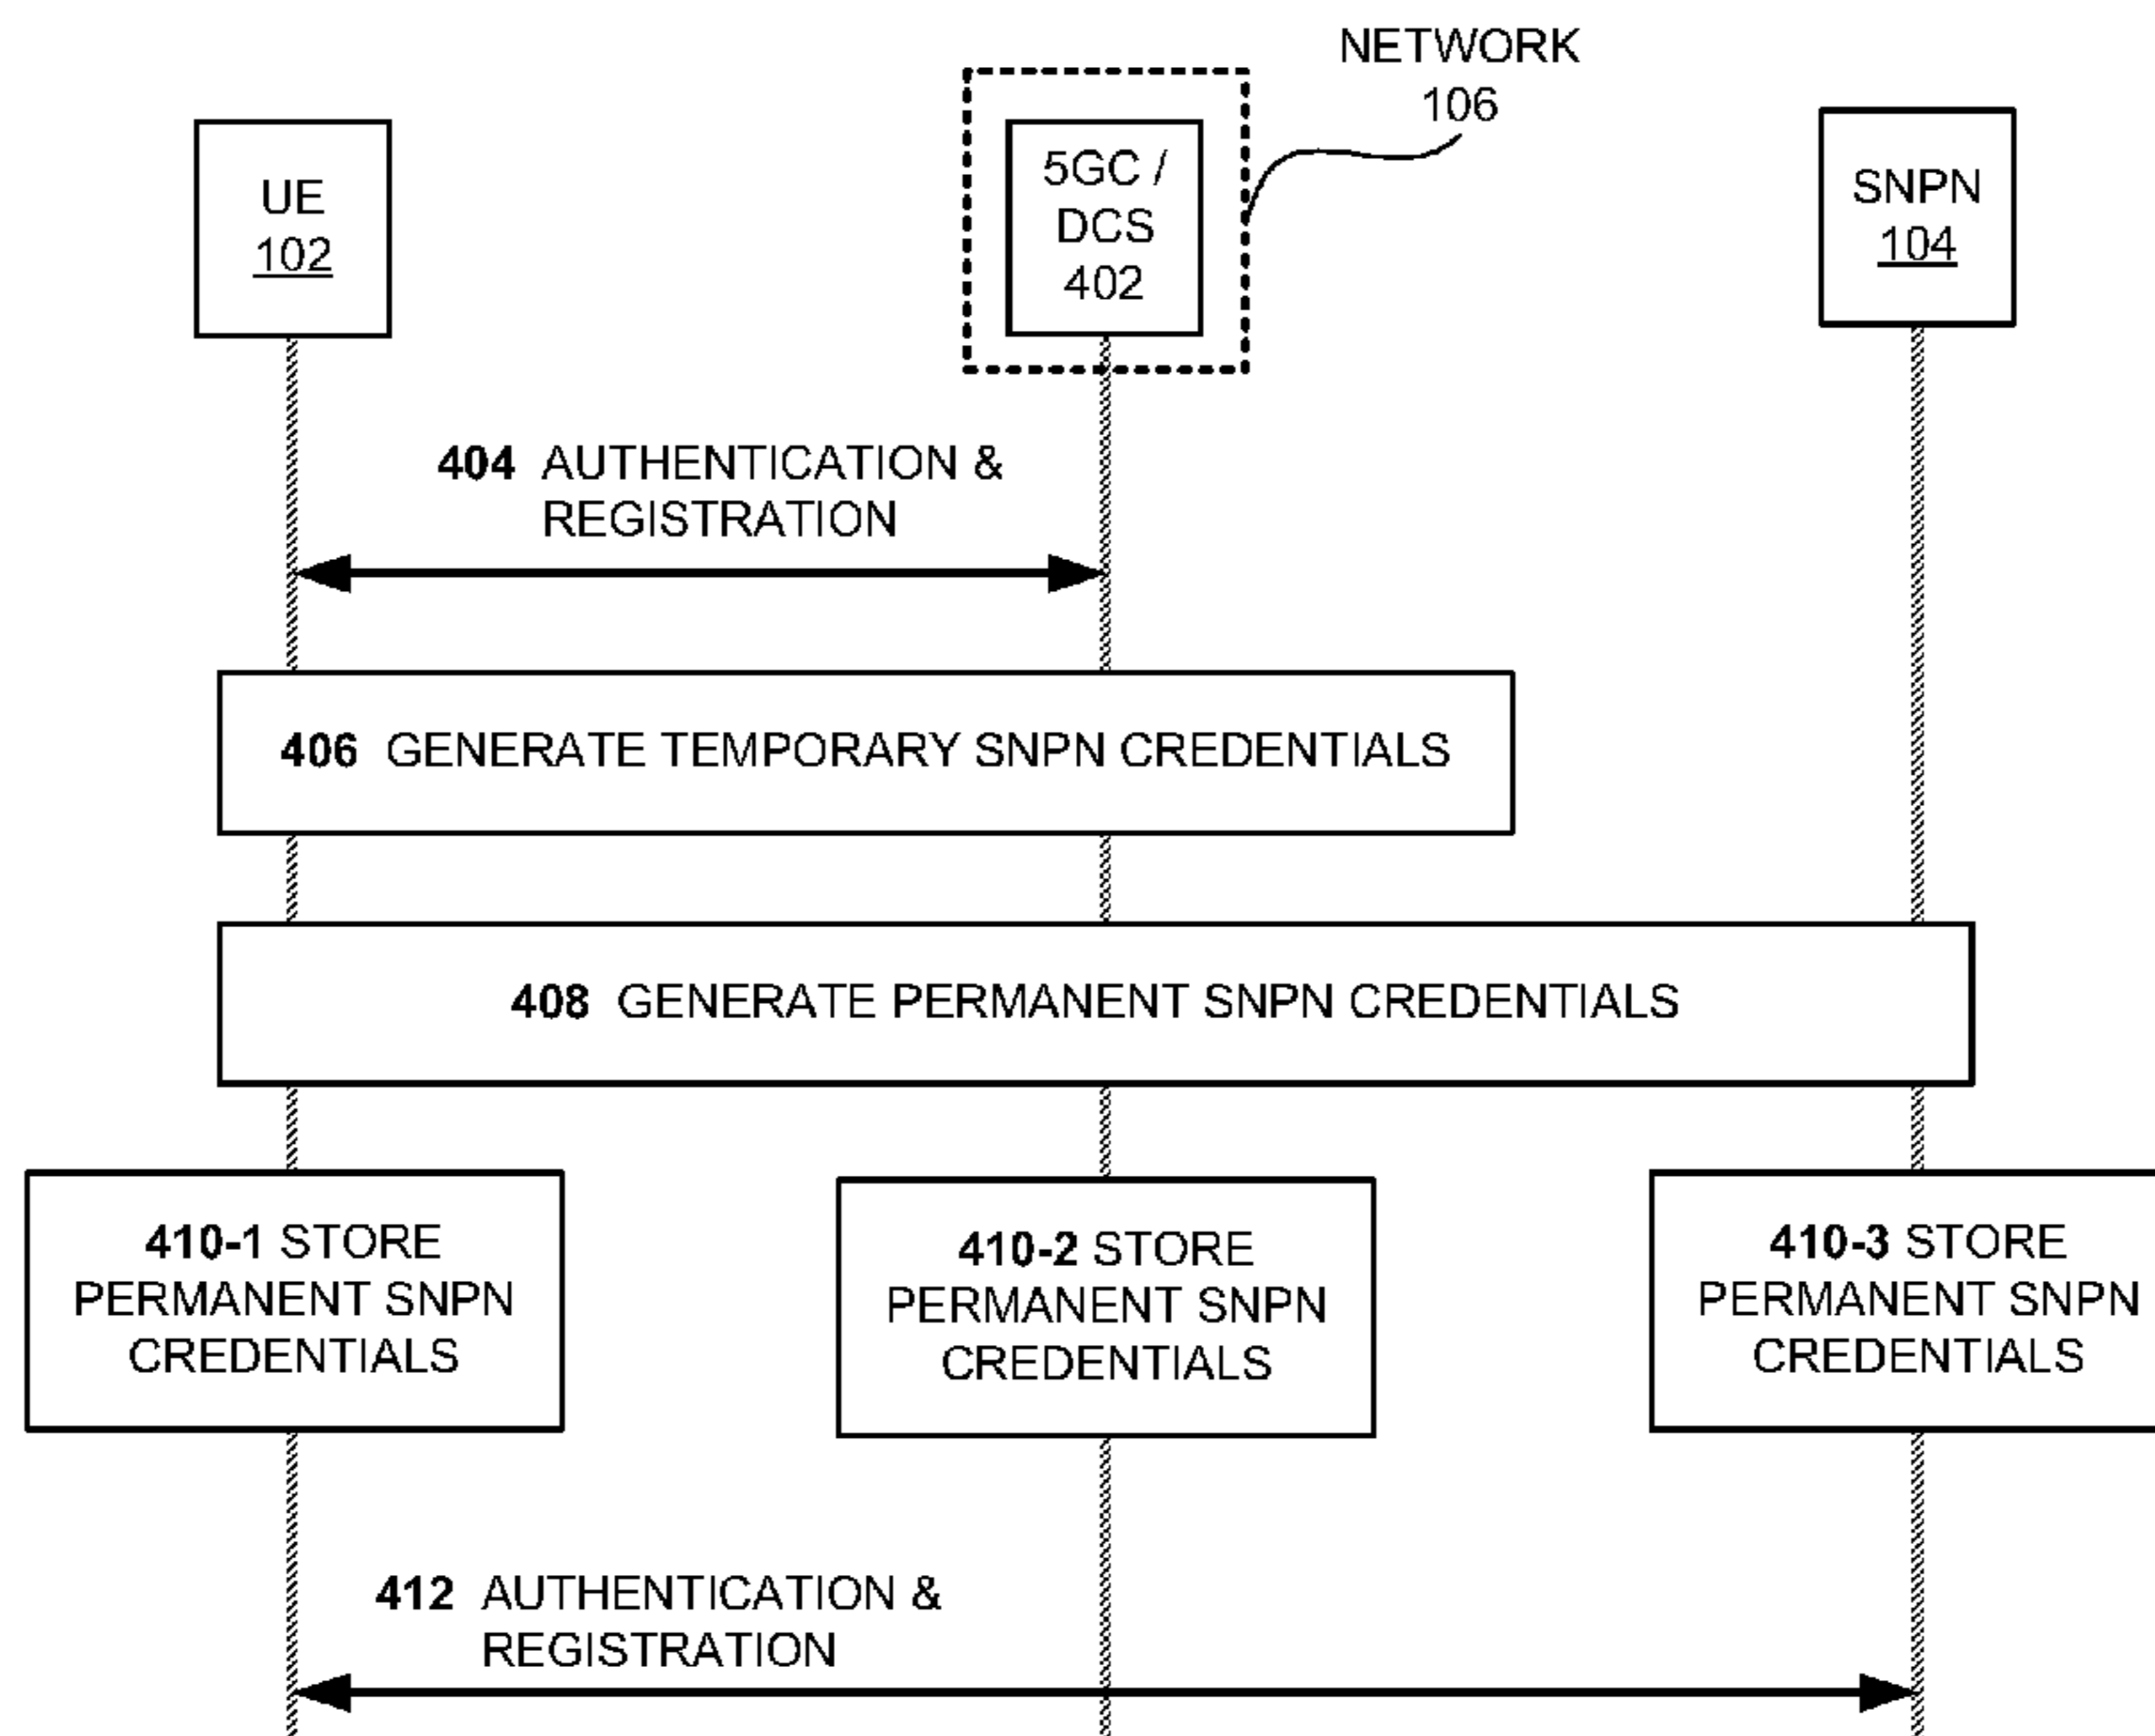 NETWORK
106
UE
102
5GC /
DCS
402
SNPN
104
404 AUTHENTICATION &
REGISTRATION
406 GENERATE TEMPORARY SNPN CREDENTIALS
408 GENERATE PERMANENT SNPN CREDENTIALS
410-1 STORE
PERMANENT SNPN
CREDENTIALS
410-2 STORE
PERMANENT SNPN
CREDENTIALS
410-3 STORE
PERMANENT SNPN
CREDENTIALS
412 AUTHENTICATION &
REGISTRATION